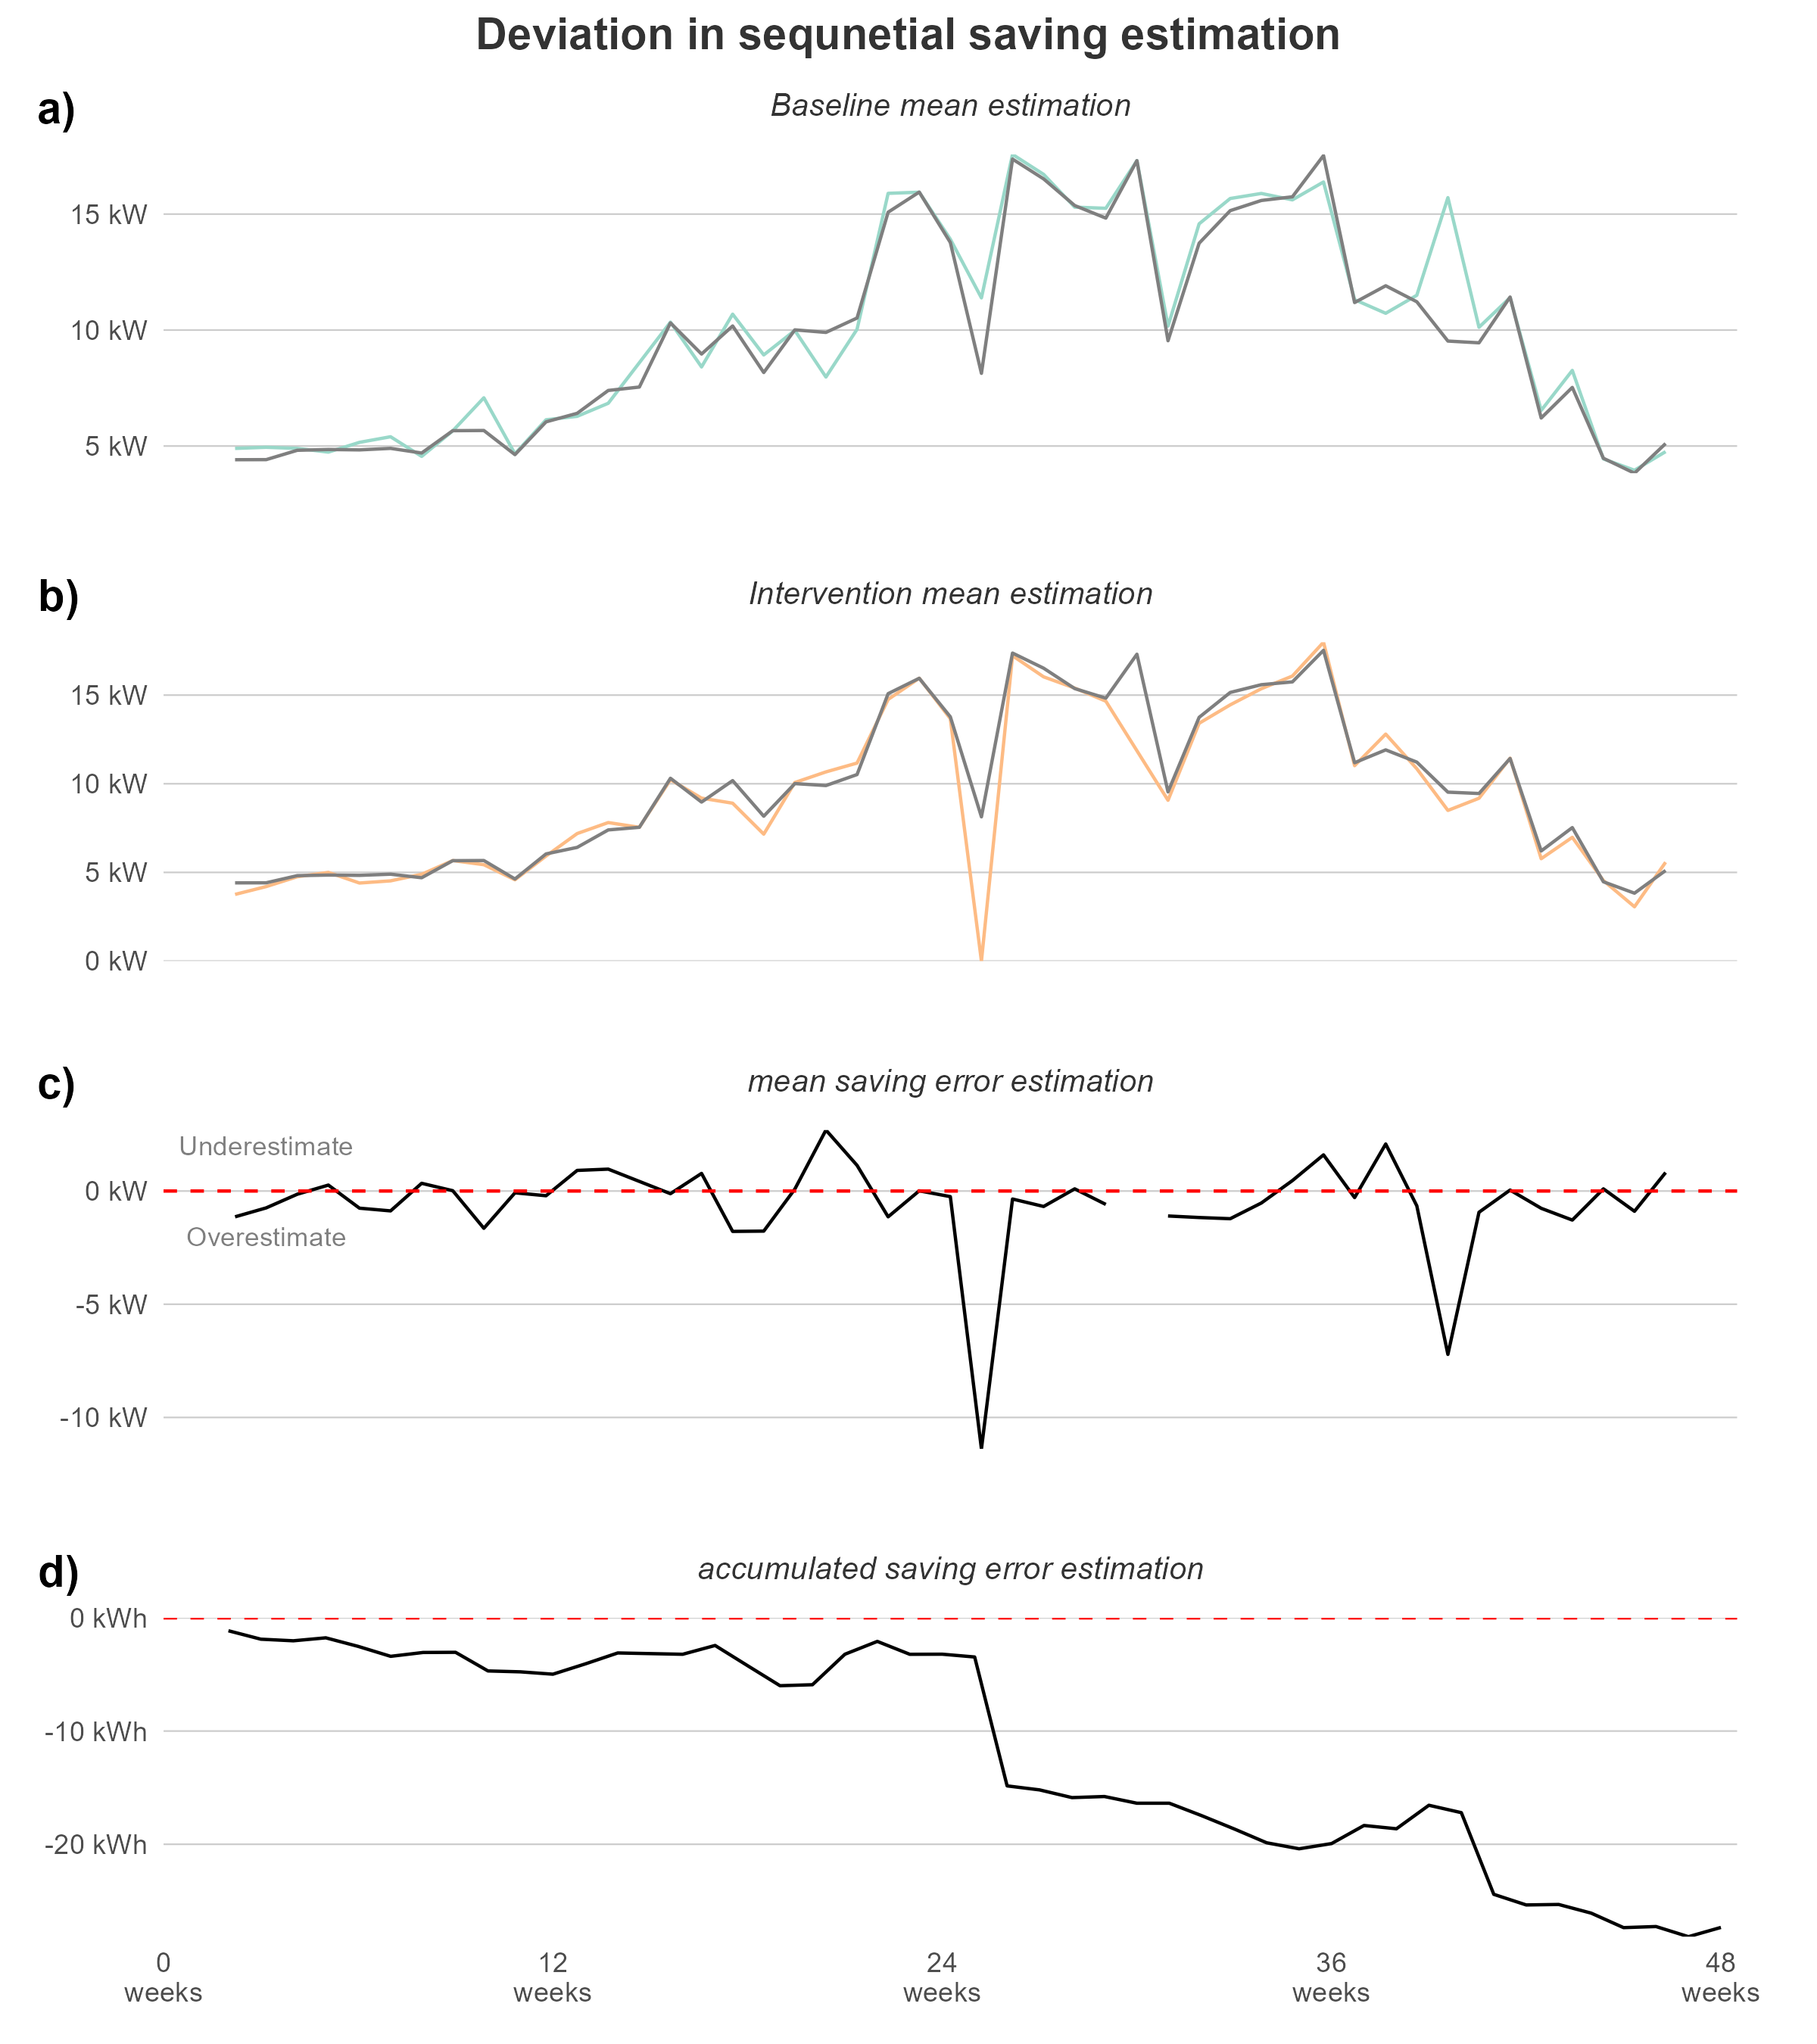 Deviation in sequnetial saving estimation
a)
Baseline mean estimation
15 kW
10 kW
5 kW
b)
Intervention mean estimation
15 kW
10 kW
5 kW
0 kW
c)
mean saving error estimation
Underestimate
0 kW
Overestimate
-5 kW
-10 kW
d)
accumulated saving error estimation
0 kWh
-10 kWh
-20 kWh
0 12 24 36 48
weeks weeks weeks weeks weeks